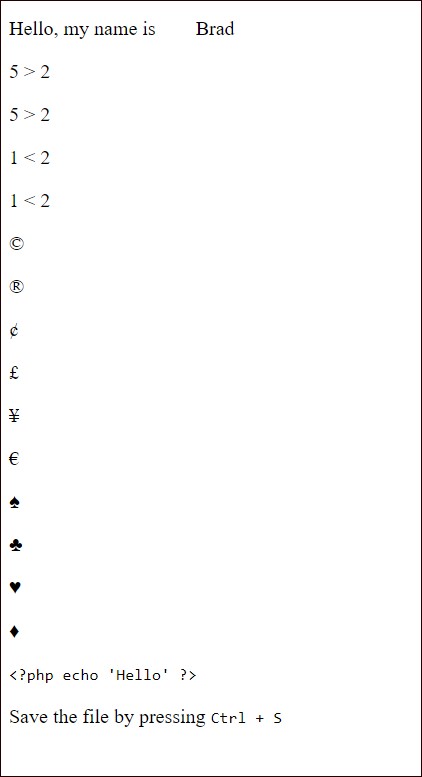 Hello, my name is        Brad
5 > 2
5 > 2
1 < 2
1 < 2
©
®
¢
£
¥
€
♠
♣
♥
♦
<?php echo 'Hello' ?>
Save the file by pressing Ctrl + S